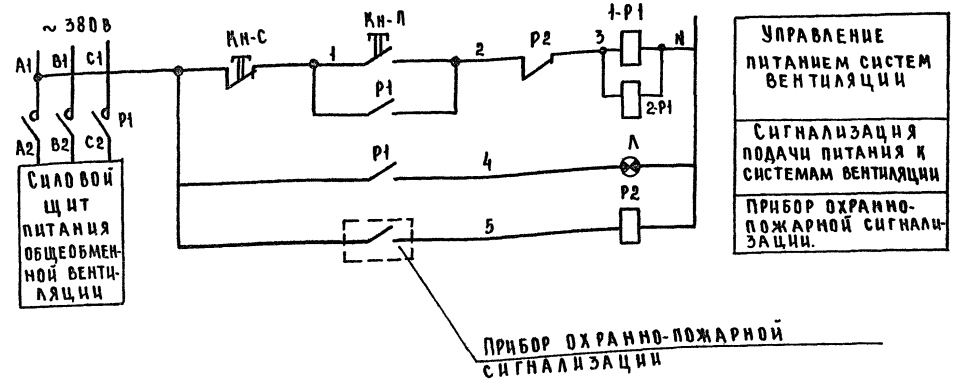 ~ 380 В
А1
В1
С1
А2
В2
С2
Р1
СИЛОВОЙ
ЩИТ
ПИТАНИЯ
ОБЩЕОБМЕН-
НОЙ ВЕНТИ-
ЛЯЦИИ
КН-С
1
КН-П
Р1
2
Р2
3
1-Р1
2-Р1
N
Р1
4
Л
5
Р2
ПРИБОР ОХРАННО-ПОЖАРНОЙ
СИГНАЛИЗАЦИИ
УПРАВЛЕНИЕ
ПИТАНИЕМ СИСТЕМ
ВЕНТИЛЯЦИИ
СИГНАЛИЗАЦИЯ
ПОДАЧИ ПИТАНИЯ К
СИСТЕМАМ ВЕНТИЛЯЦИИ
ПРИБОР ОХРАННО-
ПОЖАРНОЙ СИГНАЛИ-
ЗАЦИИ.